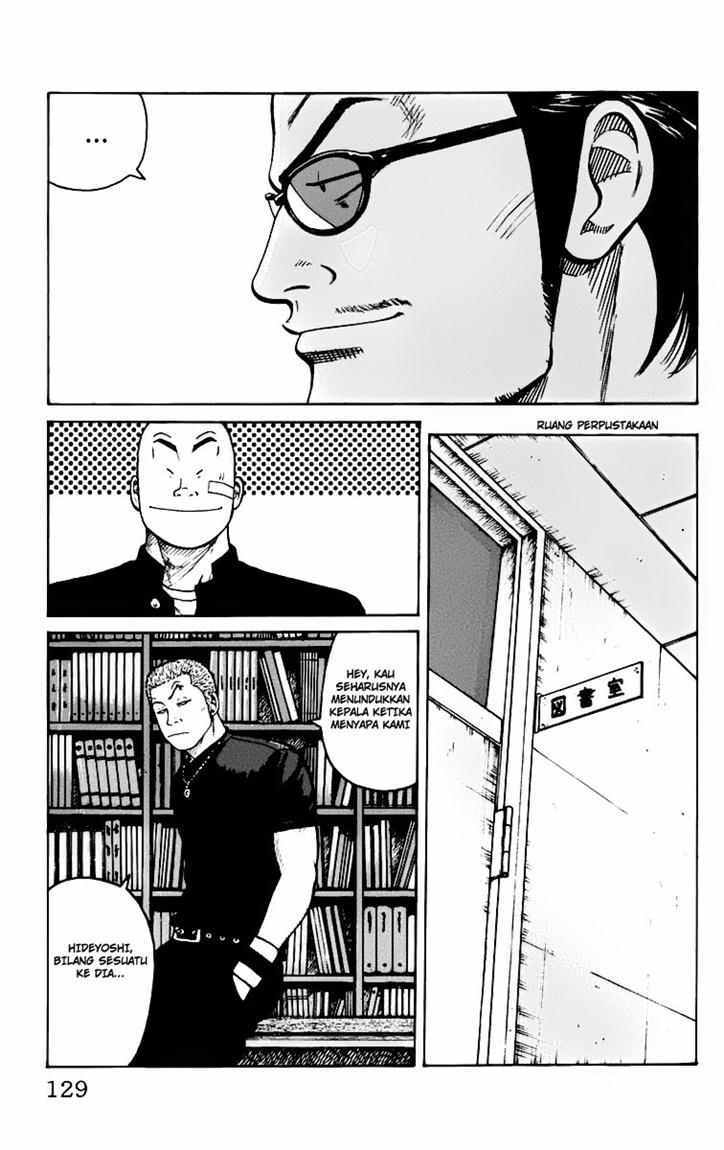 ...
RUANG PERPUSTAKAAN
図書室
HEY, KAU
SEHARUSNYA
MENUNDUKKAN
KEPALA KETIKA
MENYAPA KAMI
HIDEYOSHI,
BILANG SESUATU
KE DIA...
129